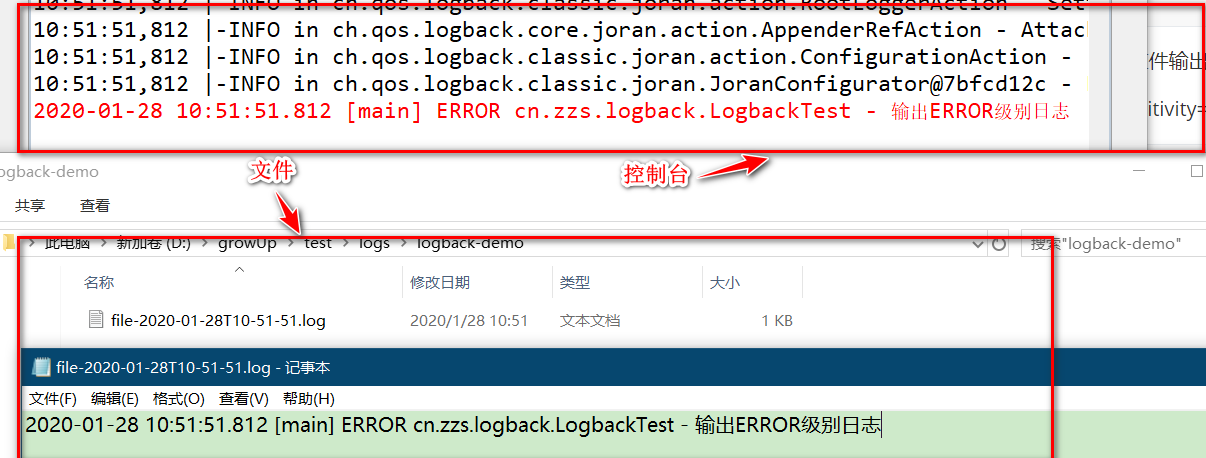 10:51:51,812 |-INFO in ch.qos.logback.classic.joran.action.RootLoggerAction - Set
10:51:51,812 |-INFO in ch.qos.logback.core.joran.action.AppenderRefAction - Attac
10:51:51,812 |-INFO in ch.qos.logback.classic.joran.action.ConfigurationAction -
10:51:51,812 |-INFO in ch.qos.logback.classic.joran.JoranConfigurator@7bfcd12c -
2020-01-28 10:51:51.812 [main] ERROR cn.zzs.logback.LogbackTest - 输出ERROR级别日志
件输出
itivity=
文件
控制台
ogback-demo
共享 查看
此电脑 › 新加卷 (D:) › growUp › test › logs › logback-demo
搜索"logback-demo"
名称 修改日期 类型 大小
file-2020-01-28T10-51-51.log 2020/1/28 10:51 文本文档 1 KB
file-2020-01-28T10-51-51.log - 记事本
文件(F) 编辑(E) 格式(O) 查看(V) 帮助(H)
2020-01-28 10:51:51.812 [main] ERROR cn.zzs.logback.LogbackTest - 输出ERROR级别日志